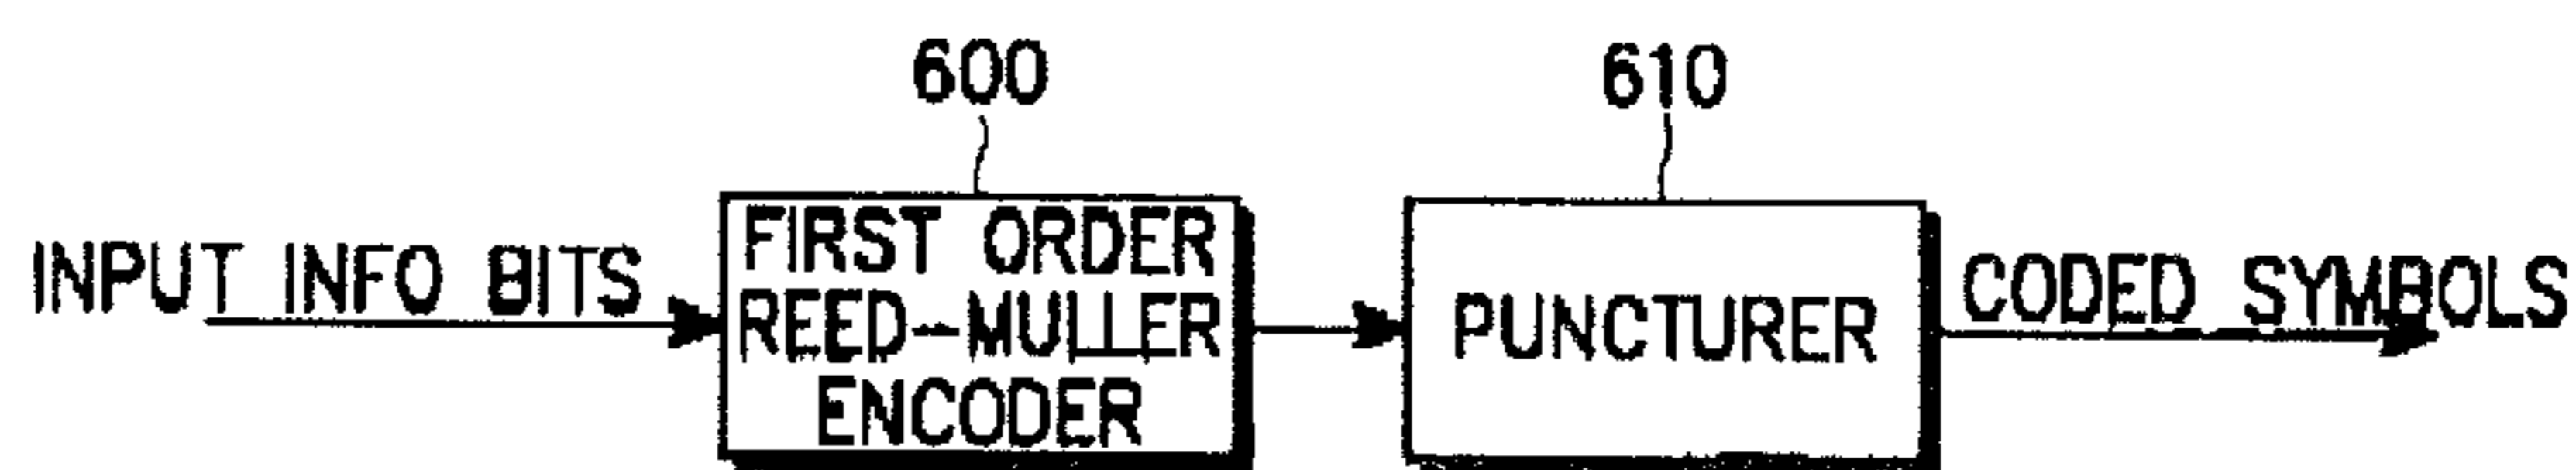 600
610
INPUT INFO BITS
FIRST ORDER
REED-MULLER
ENCODER
PUNCTURER
CODED SYMBOLS